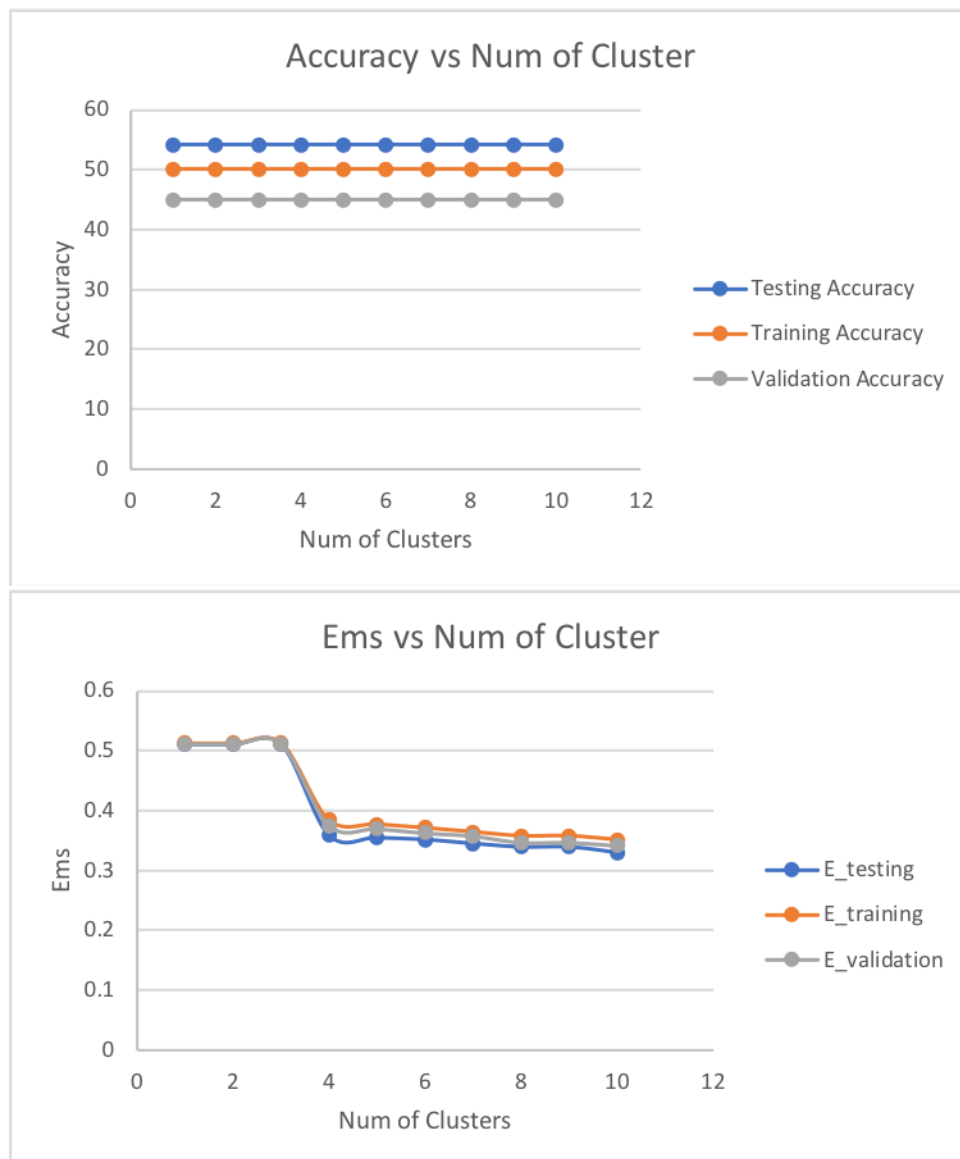 Accuracy vs Num of Cluster
60
50
40
30
20
10
0
Accuracy
0 2 4 6 8 10 12
Num of Clusters
Testing Accuracy
Training Accuracy
Validation Accuracy
Ems vs Num of Cluster
0.6
0.5
0.4
0.3
0.2
0.1
0
Ems
0 2 4 6 8 10 12
Num of Clusters
E_testing
E_training
E_validation